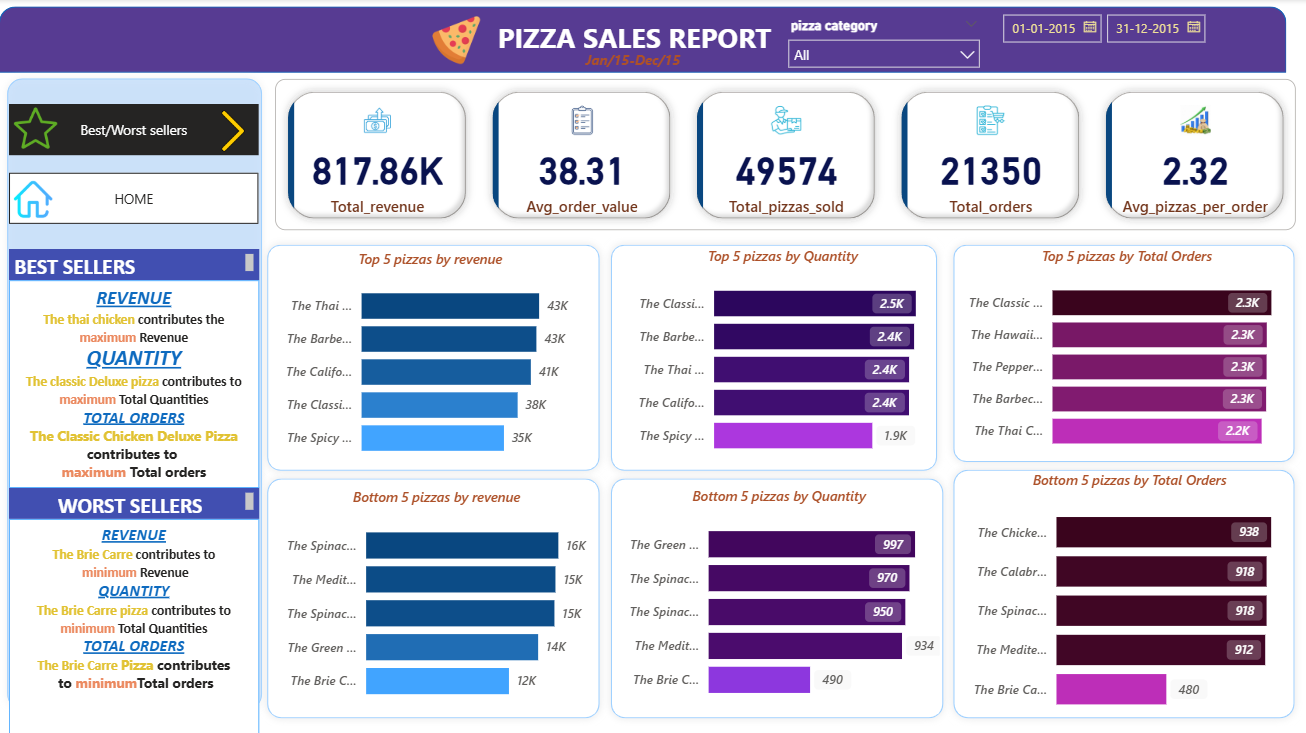 PIZZA SALES REPORT
Jan/15-Dec/15
pizza category
All
01-01-2015
31-12-2015
Best/Worst sellers
HOME
817.86K
Total_revenue
38.31
Avg_order_value
49574
Total_pizzas_sold
21350
Total_orders
2.32
Avg_pizzas_per_order
BEST SELLERS
REVENUE
The thai chicken contributes the
maximum Revenue
QUANTITY
The classic Deluxe pizza contributes to
maximum Total Quantities
TOTAL ORDERS
The Classic Chicken Deluxe Pizza
contributes to
maximum Total orders
WORST SELLERS
REVENUE
The Brie Carre contributes to
minimum Revenue
QUANTITY
The Brie Carre pizza contributes to
minimum Total Quantities
TOTAL ORDERS
The Brie Carre Pizza contributes
to minimumTotal orders
Top 5 pizzas by revenue
The Thai ... 43K
The Barbe... 43K
The Califo... 41K
The Classi... 38K
The Spicy ... 35K
Top 5 pizzas by Quantity
The Classi... 2.5K
The Barbe... 2.4K
The Thai ... 2.4K
The Califo... 2.4K
The Spicy ... 1.9K
Top 5 pizzas by Total Orders
The Classic ... 2.3K
The Hawaii... 2.3K
The Pepper... 2.3K
The Barbec... 2.3K
The Thai C... 2.2K
Bottom 5 pizzas by revenue
The Spinac... 16K
The Medit... 15K
The Spinac... 15K
The Green ... 14K
The Brie C... 12K
Bottom 5 pizzas by Quantity
The Green ... 997
The Spinac... 970
The Spinac... 950
The Medit... 934
The Brie C... 490
Bottom 5 pizzas by Total Orders
The Chicke... 938
The Calabr... 918
The Spinac... 918
The Medite... 912
The Brie Ca... 480